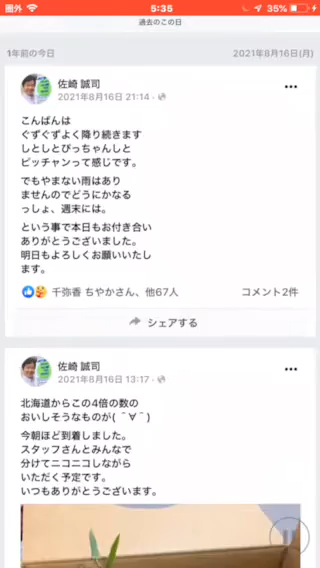 圏外
5:35
35%
過去のこの日
1年前の今日
2021年8月16日(月)
佐崎 誠司
2021年8月16日 21:14
こんばんは
ぐずぐずよく降り続きます
しとしとぴっちゃんしと
ピッチャンって感じです。
でもやまない雨はあり
ませんのでどうにかなる
っしょ、週末には。
という事で本日もお付き合い
ありがとうございました。
明日もよろしくお願いいたし
ます。
千弥香 ちやかさん、他67人
コメント2件
シェアする
佐崎 誠司
2021年8月16日 13:17
北海道からこの4倍の数の
おいしそうなものが( ¯∀¯ )
今朝ほど到着しました。
スタッフさんとみんなで
分けてニコニコしながら
いただく予定です。
いつもありがとうございます。